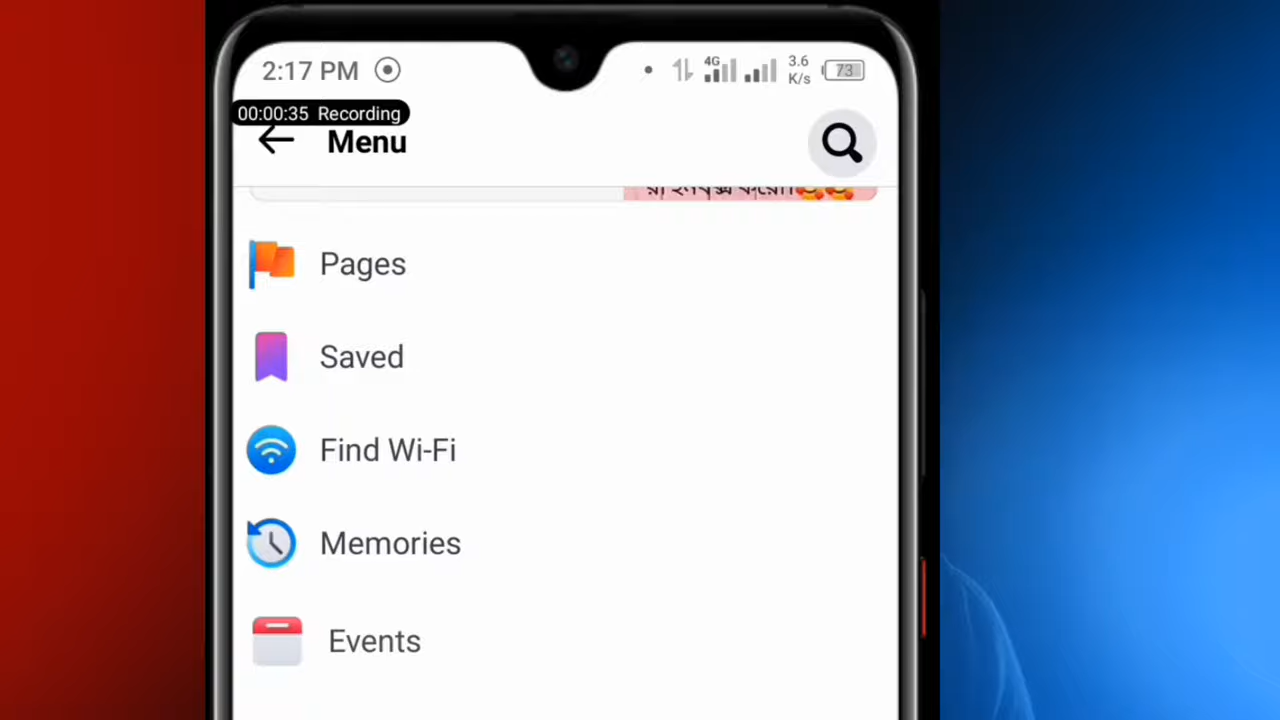 2:17 PM 4G 3.6 K/s 73
00:00:35 Recording
Menu
Pages
Saved
Find Wi-Fi
Memories
Events